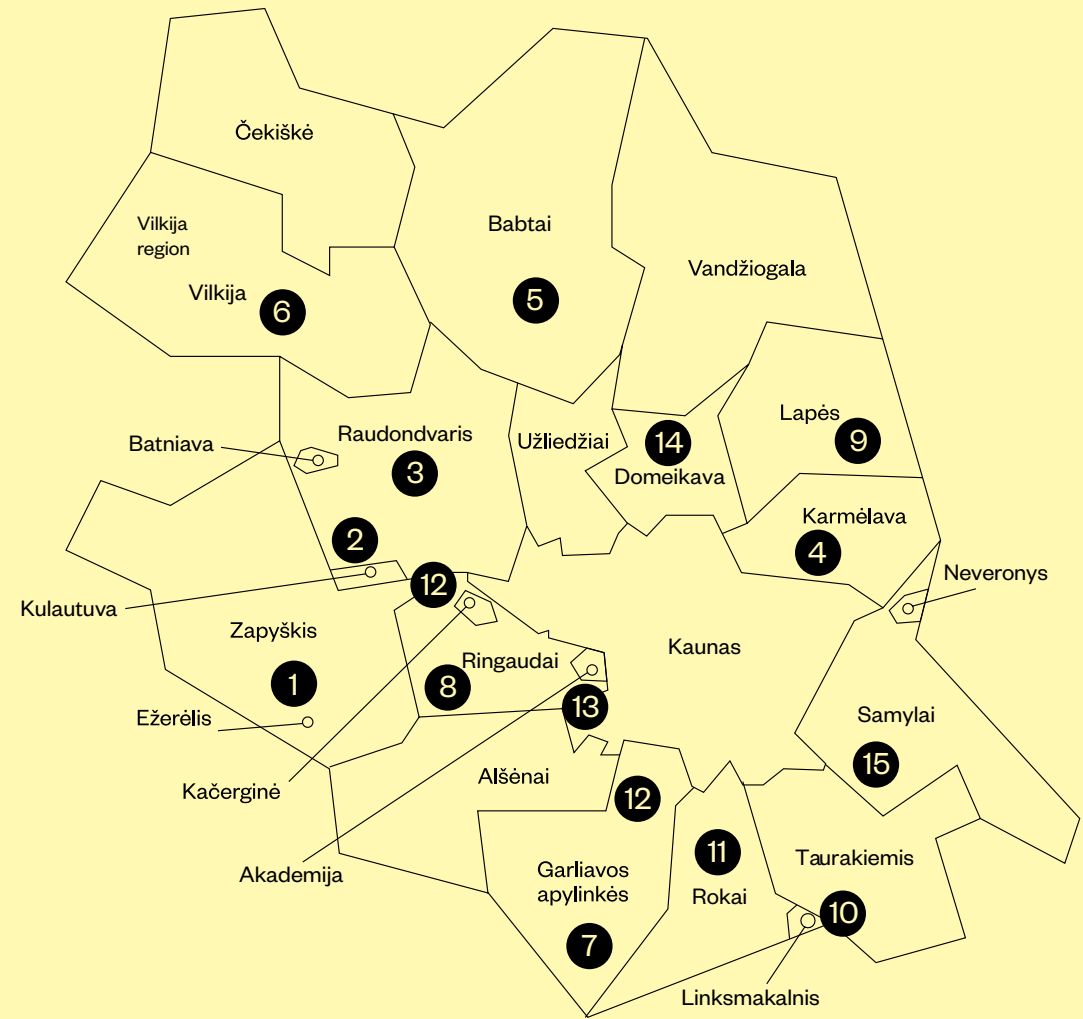 Čekiškė
Vilkija
region
Babtai
Vandžiogala
Vilkija
6
5
Batniava
Raudondvaris
3
Užliedžiai
14
Domeikava
Lapės
9
Karmėlava
4
Neveronys
2
12
Kulautuva
Zapyškis
1
Ežerėlis
Ringaudai
8
Kaunas
13
Samylai
15
Kačerginė
Alšėnai
12
Akademija
Garliavos
apylinkės
7
11
Rokai
Taurakiemis
10
Linksmakalnis